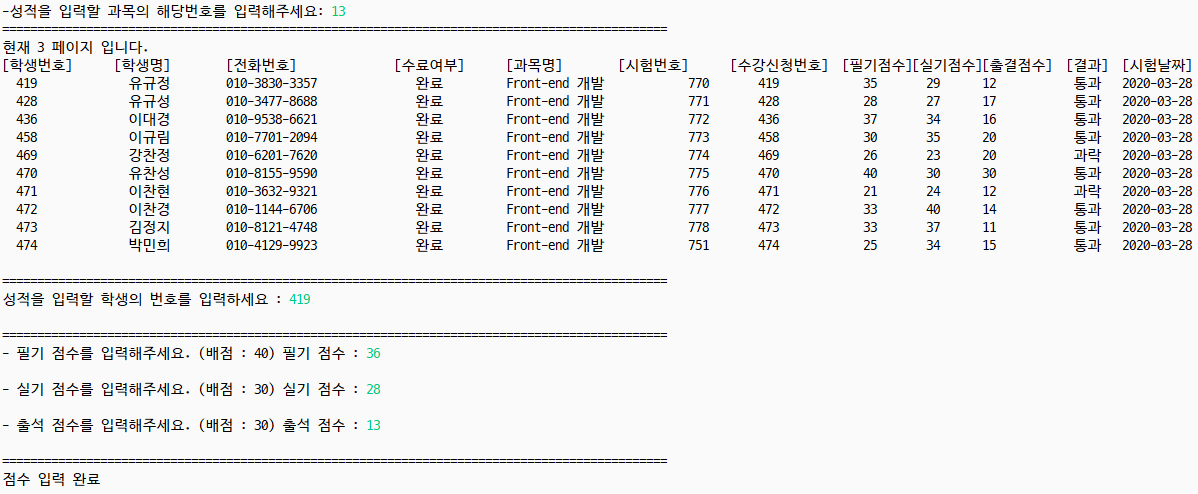 -성적을 입력할 과목의 해당번호를 입력해주세요: 13
===============================================================================================
현재 3 페이지 입니다.
[학생번호] [학생명] [전화번호] [수료여부] [과목명] [시험번호] [수강신청번호] [필기점수][실기점수][출결점수] [결과] [시험날짜]
419 유규정 010-3830-3357 완료 Front-end 개발 770 419 35 29 12 통과 2020-03-28
428 유규성 010-3477-8688 완료 Front-end 개발 771 428 28 27 17 통과 2020-03-28
436 이대경 010-9538-6621 완료 Front-end 개발 772 436 37 34 16 통과 2020-03-28
458 이규림 010-7701-2094 완료 Front-end 개발 773 458 30 35 20 통과 2020-03-28
469 강찬정 010-6201-7620 완료 Front-end 개발 774 469 26 23 20 과락 2020-03-28
470 유찬성 010-8155-9590 완료 Front-end 개발 775 470 40 30 30 통과 2020-03-28
471 이찬현 010-3632-9321 완료 Front-end 개발 776 471 21 24 12 과락 2020-03-28
472 이찬경 010-1144-6706 완료 Front-end 개발 777 472 33 40 14 통과 2020-03-28
473 김정지 010-8121-4748 완료 Front-end 개발 778 473 33 37 11 통과 2020-03-28
474 박민희 010-4129-9923 완료 Front-end 개발 751 474 25 34 15 통과 2020-03-28
===============================================================================================
성적을 입력할 학생의 번호를 입력하세요 : 419
===============================================================================================
- 필기 점수를 입력해주세요. (배점 : 40) 필기 점수 : 36
- 실기 점수를 입력해주세요. (배점 : 30) 실기 점수 : 28
- 출석 점수를 입력해주세요. (배점 : 30) 출석 점수 : 13
===============================================================================================
점수 입력 완료